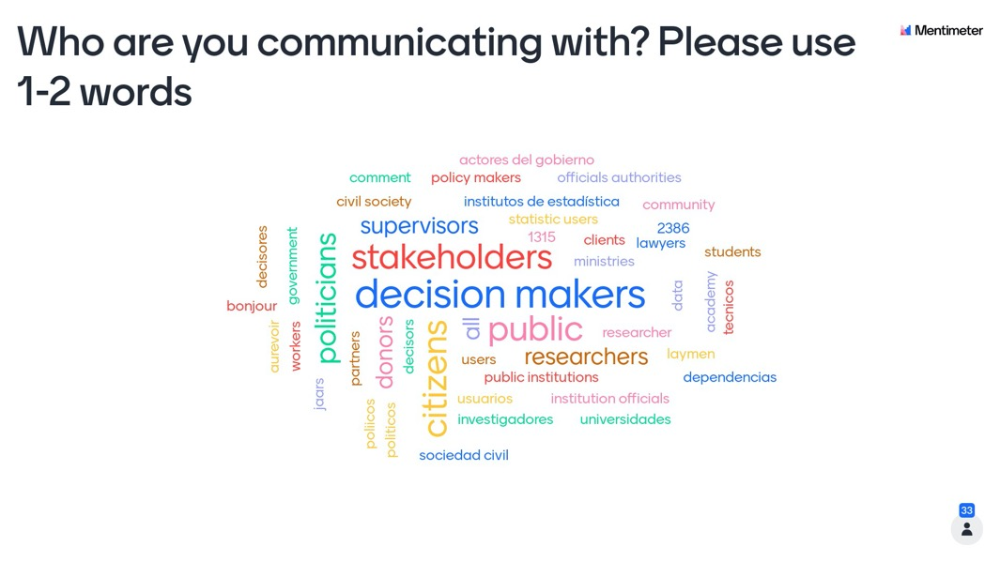 Who are you communicating with? Please use
1-2 words
Mentimeter
actores del gobierno
comment
policy makers
officials authorities
civil society
institutos de estadística
community
supervisors
statistic users
2386
1315
clients
lawyers
students
decisores
government
politicians
stakeholders
ministries
bonjour
decision makers
data
academy
tecnicos
aurevoir
workers
partners
donors
decisors
citizens
all
public
researcher
users
researchers
laymen
public institutions
dependencias
jaars
poliicos
politicos
usuarios
institution officials
investigadores
universidades
sociedad civil
33